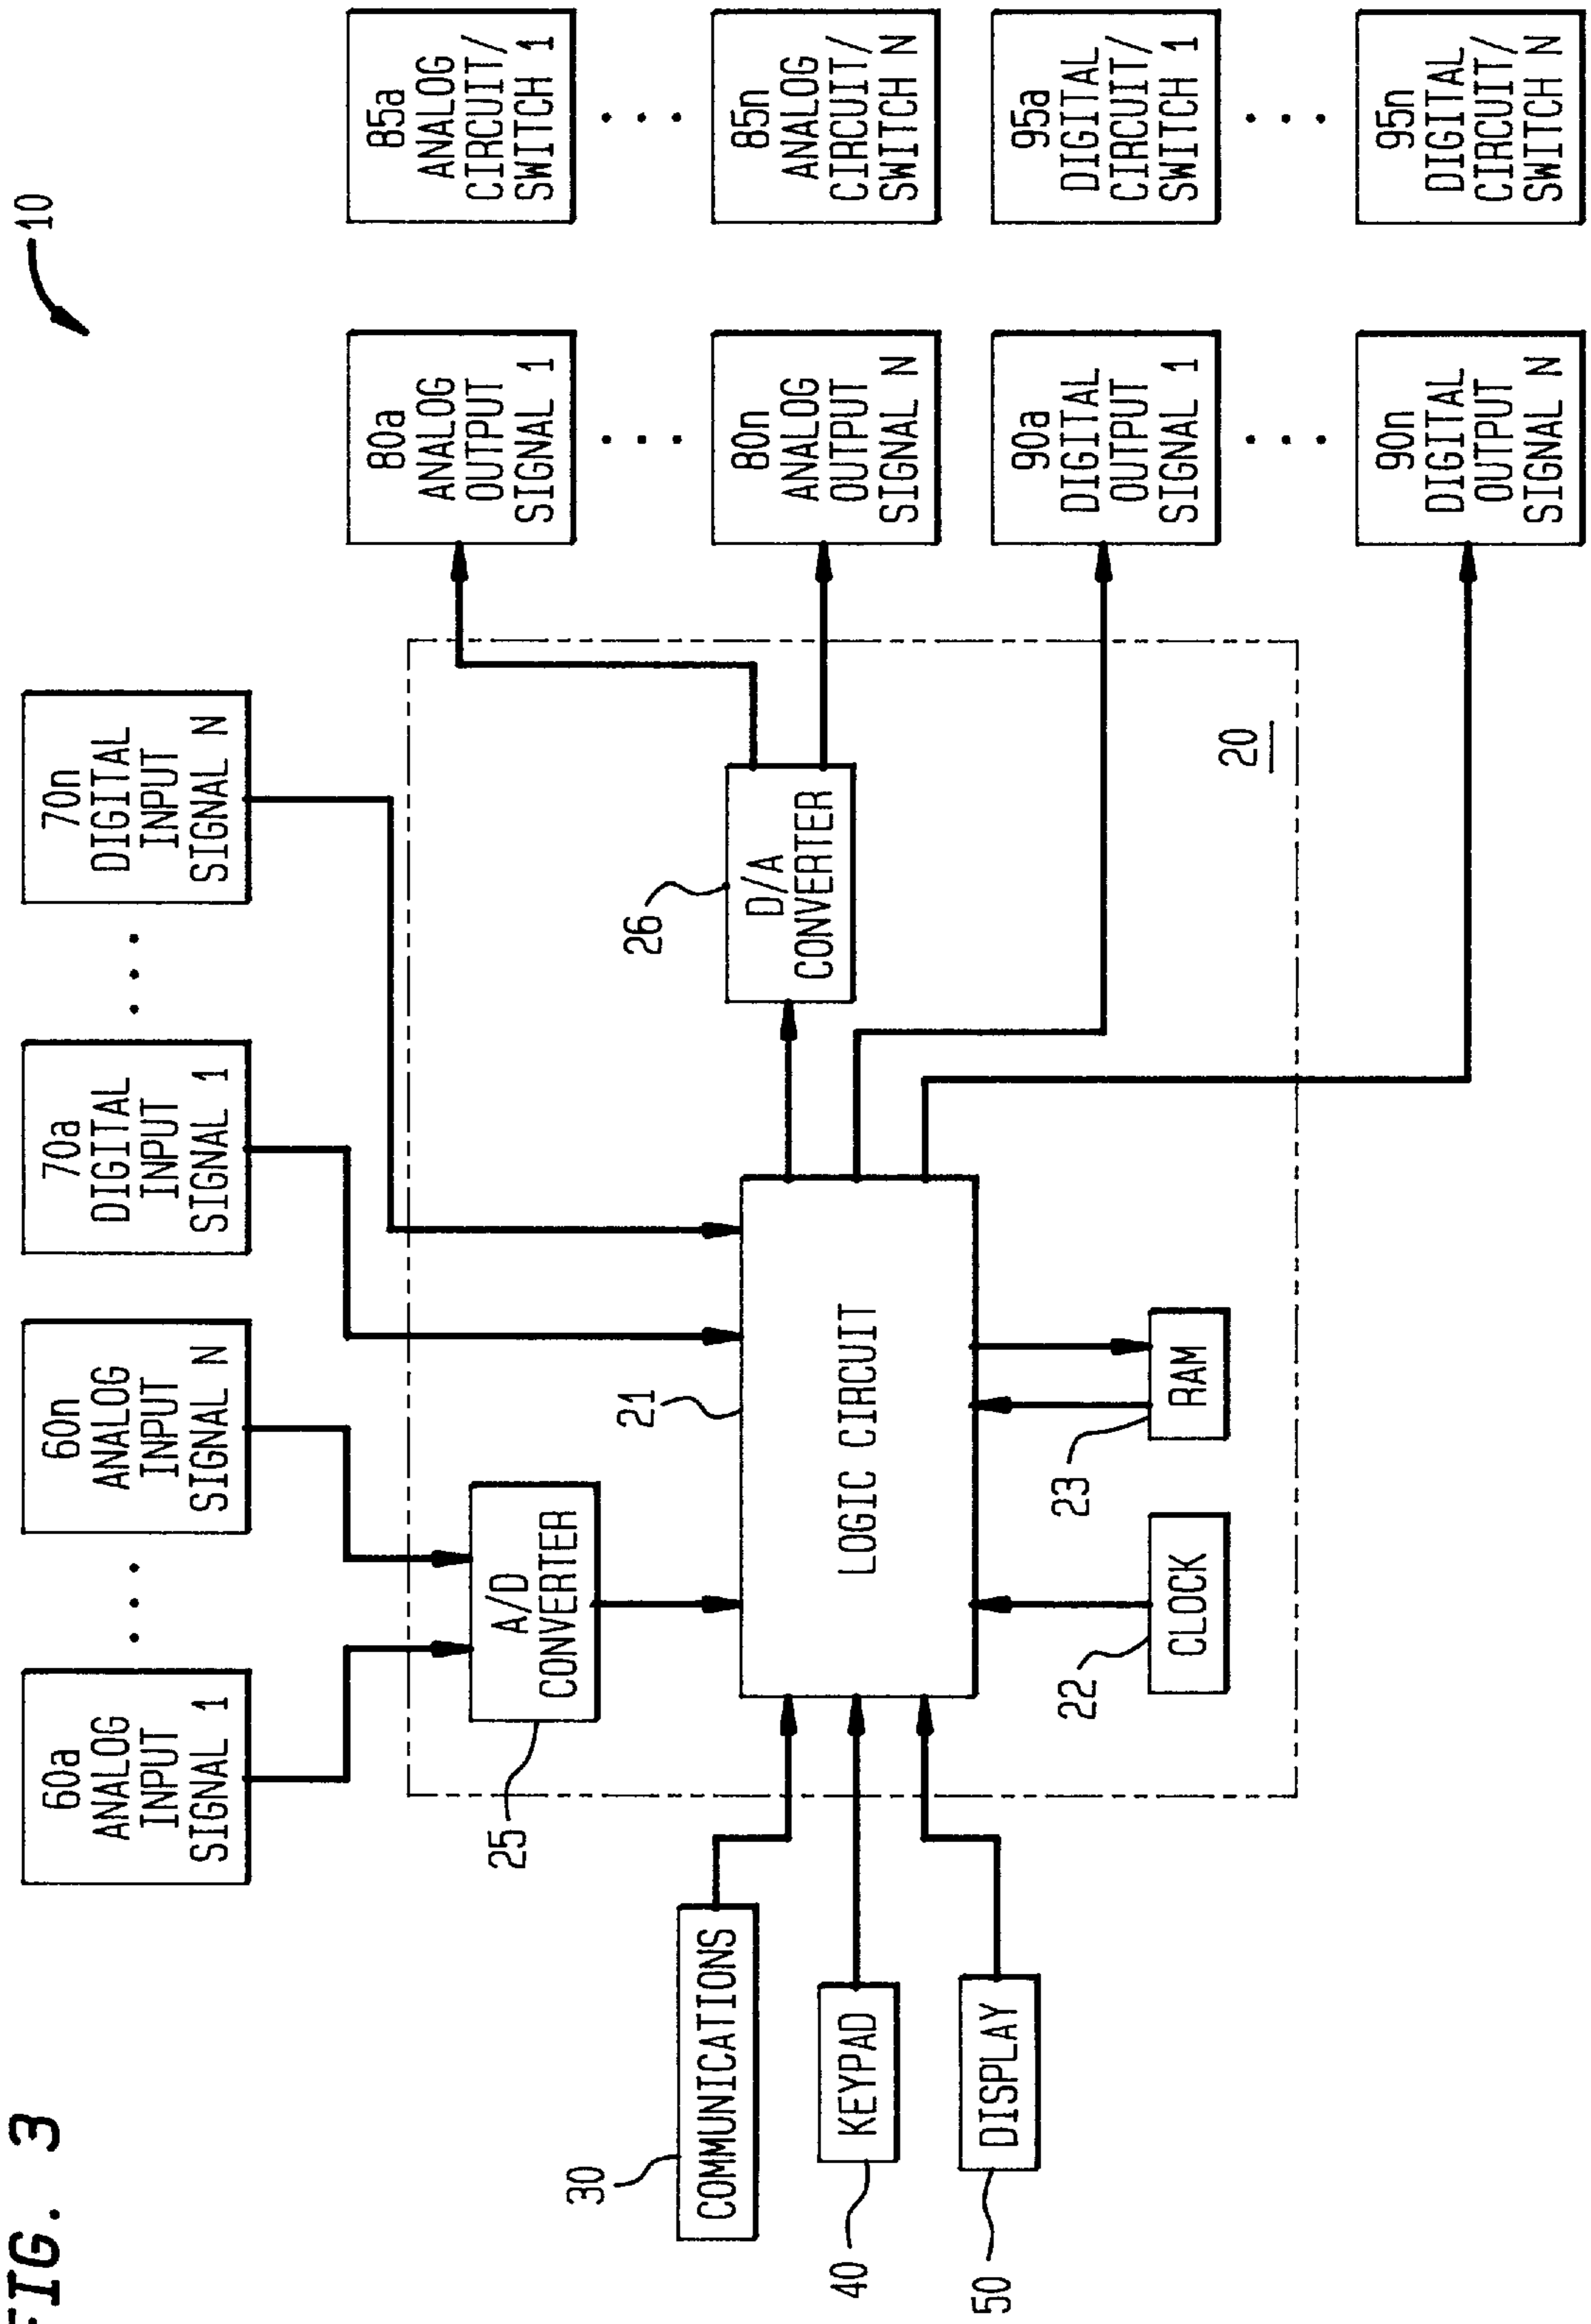 FIG. 3
10
60a
ANALOG
INPUT
SIGNAL 1
60n
ANALOG
INPUT
SIGNAL N
70a
DIGITAL
INPUT
SIGNAL 1
70n
DIGITAL
INPUT
SIGNAL N
80a
ANALOG
OUTPUT
SIGNAL 1
85a
ANALOG
CIRCUIT/
SWITCH 1
25
A/D
CONVERTER
30
COMMUNICATIONS
21
LOGIC CIRCUIT
26
D/A
CONVERTER
80n
ANALOG
OUTPUT
SIGNAL N
85n
ANALOG
CIRCUIT/
SWITCH N
40
KEYPAD
50
DISPLAY
22
CLOCK
23
RAM
20
90a
DIGITAL
OUTPUT
SIGNAL 1
95a
DIGITAL
CIRCUIT/
SWITCH 1
90n
DIGITAL
OUTPUT
SIGNAL N
95n
DIGITAL
CIRCUIT/
SWITCH N